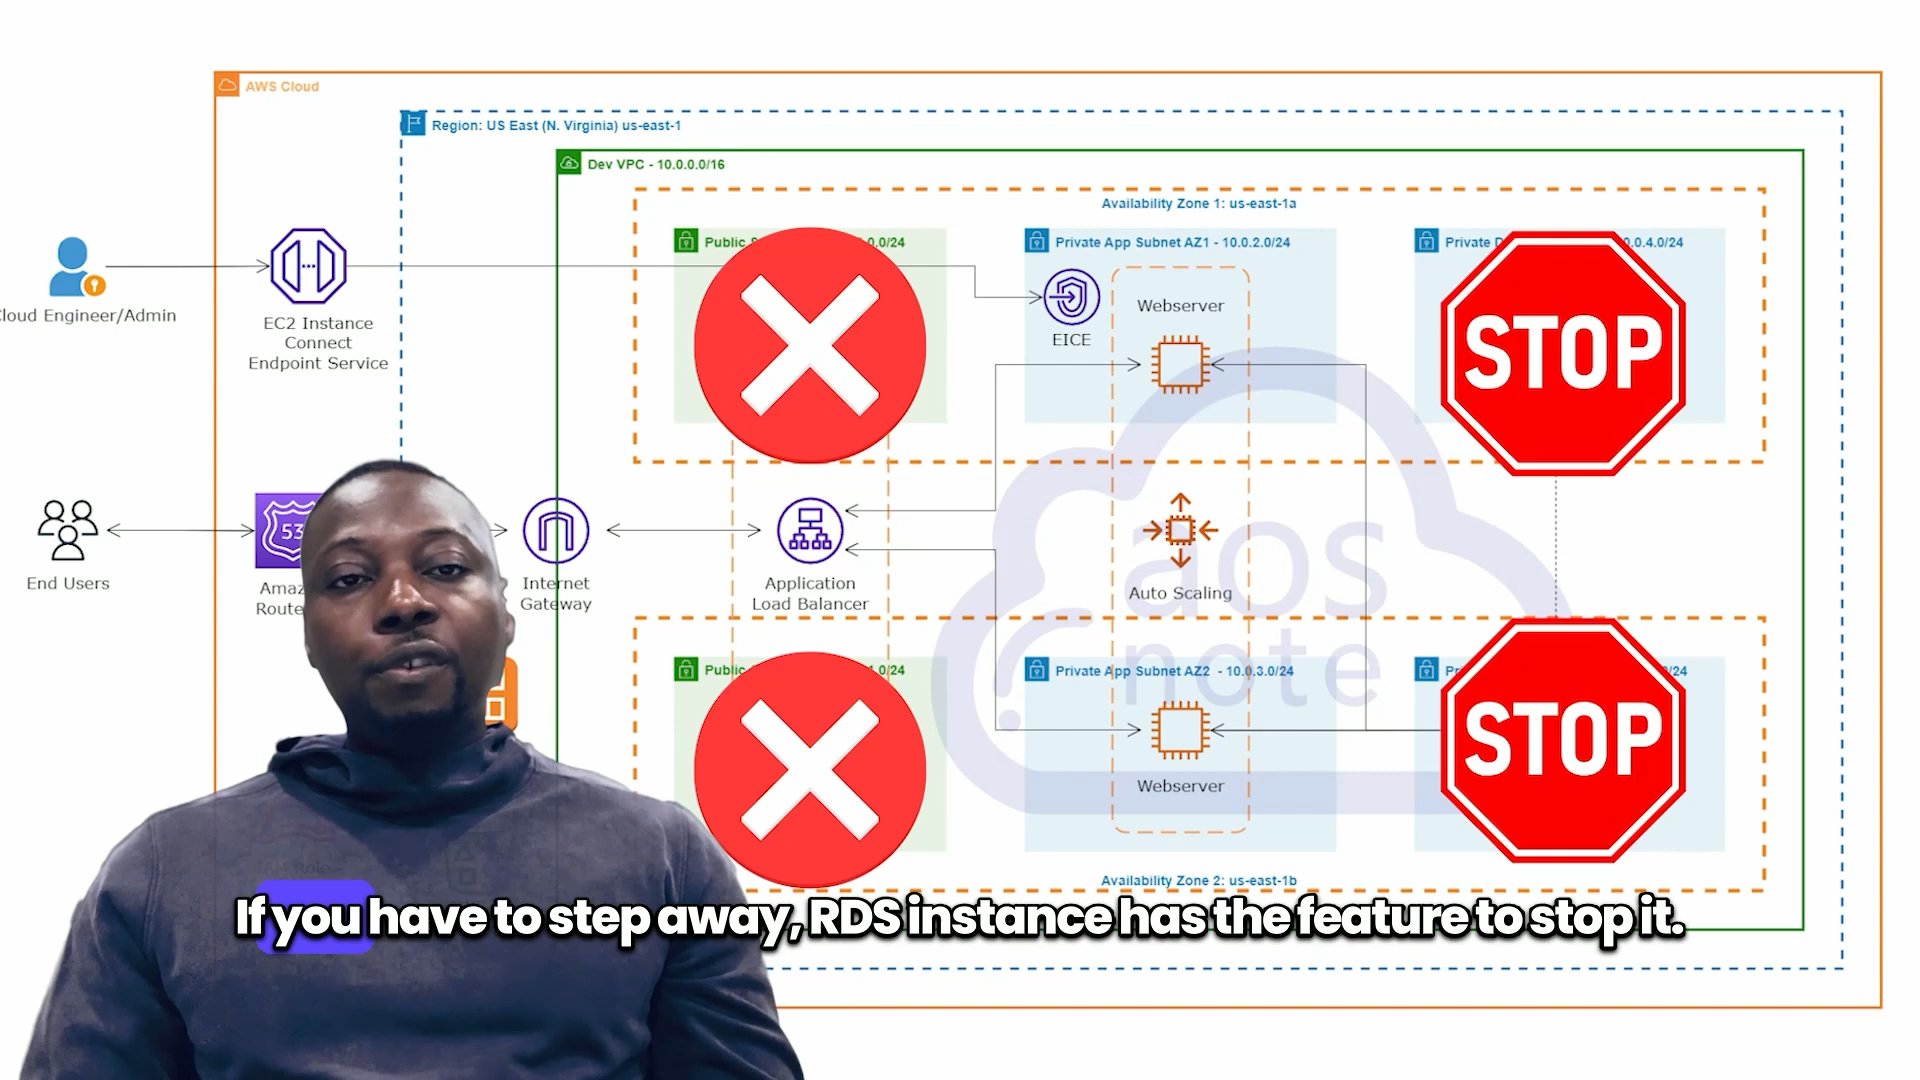 AWS Cloud
Region: US East (N. Virginia) us-east-1
Dev VPC - 10.0.0.0/16
Availability Zone 1: us-east-1a
Public
0.0/24
Private App Subnet AZ1 - 10.0.2.0/24
Private
0.4.0/24
Cloud Engineer/Admin
EC2 Instance
Connect
Endpoint Service
EICE
Webserver
STOP
End Users
53
Amaz
Route
Internet
Gateway
Application
Load Balancer
Auto Scaling
aos
note
Public
1.0/24
Private App Subnet AZ2 - 10.0.3.0/24
Pr
/24
STOP
Webserver
Role
Availability Zone 2: us-east-1b
If you have to step away, RDS instance has the feature to stop it.